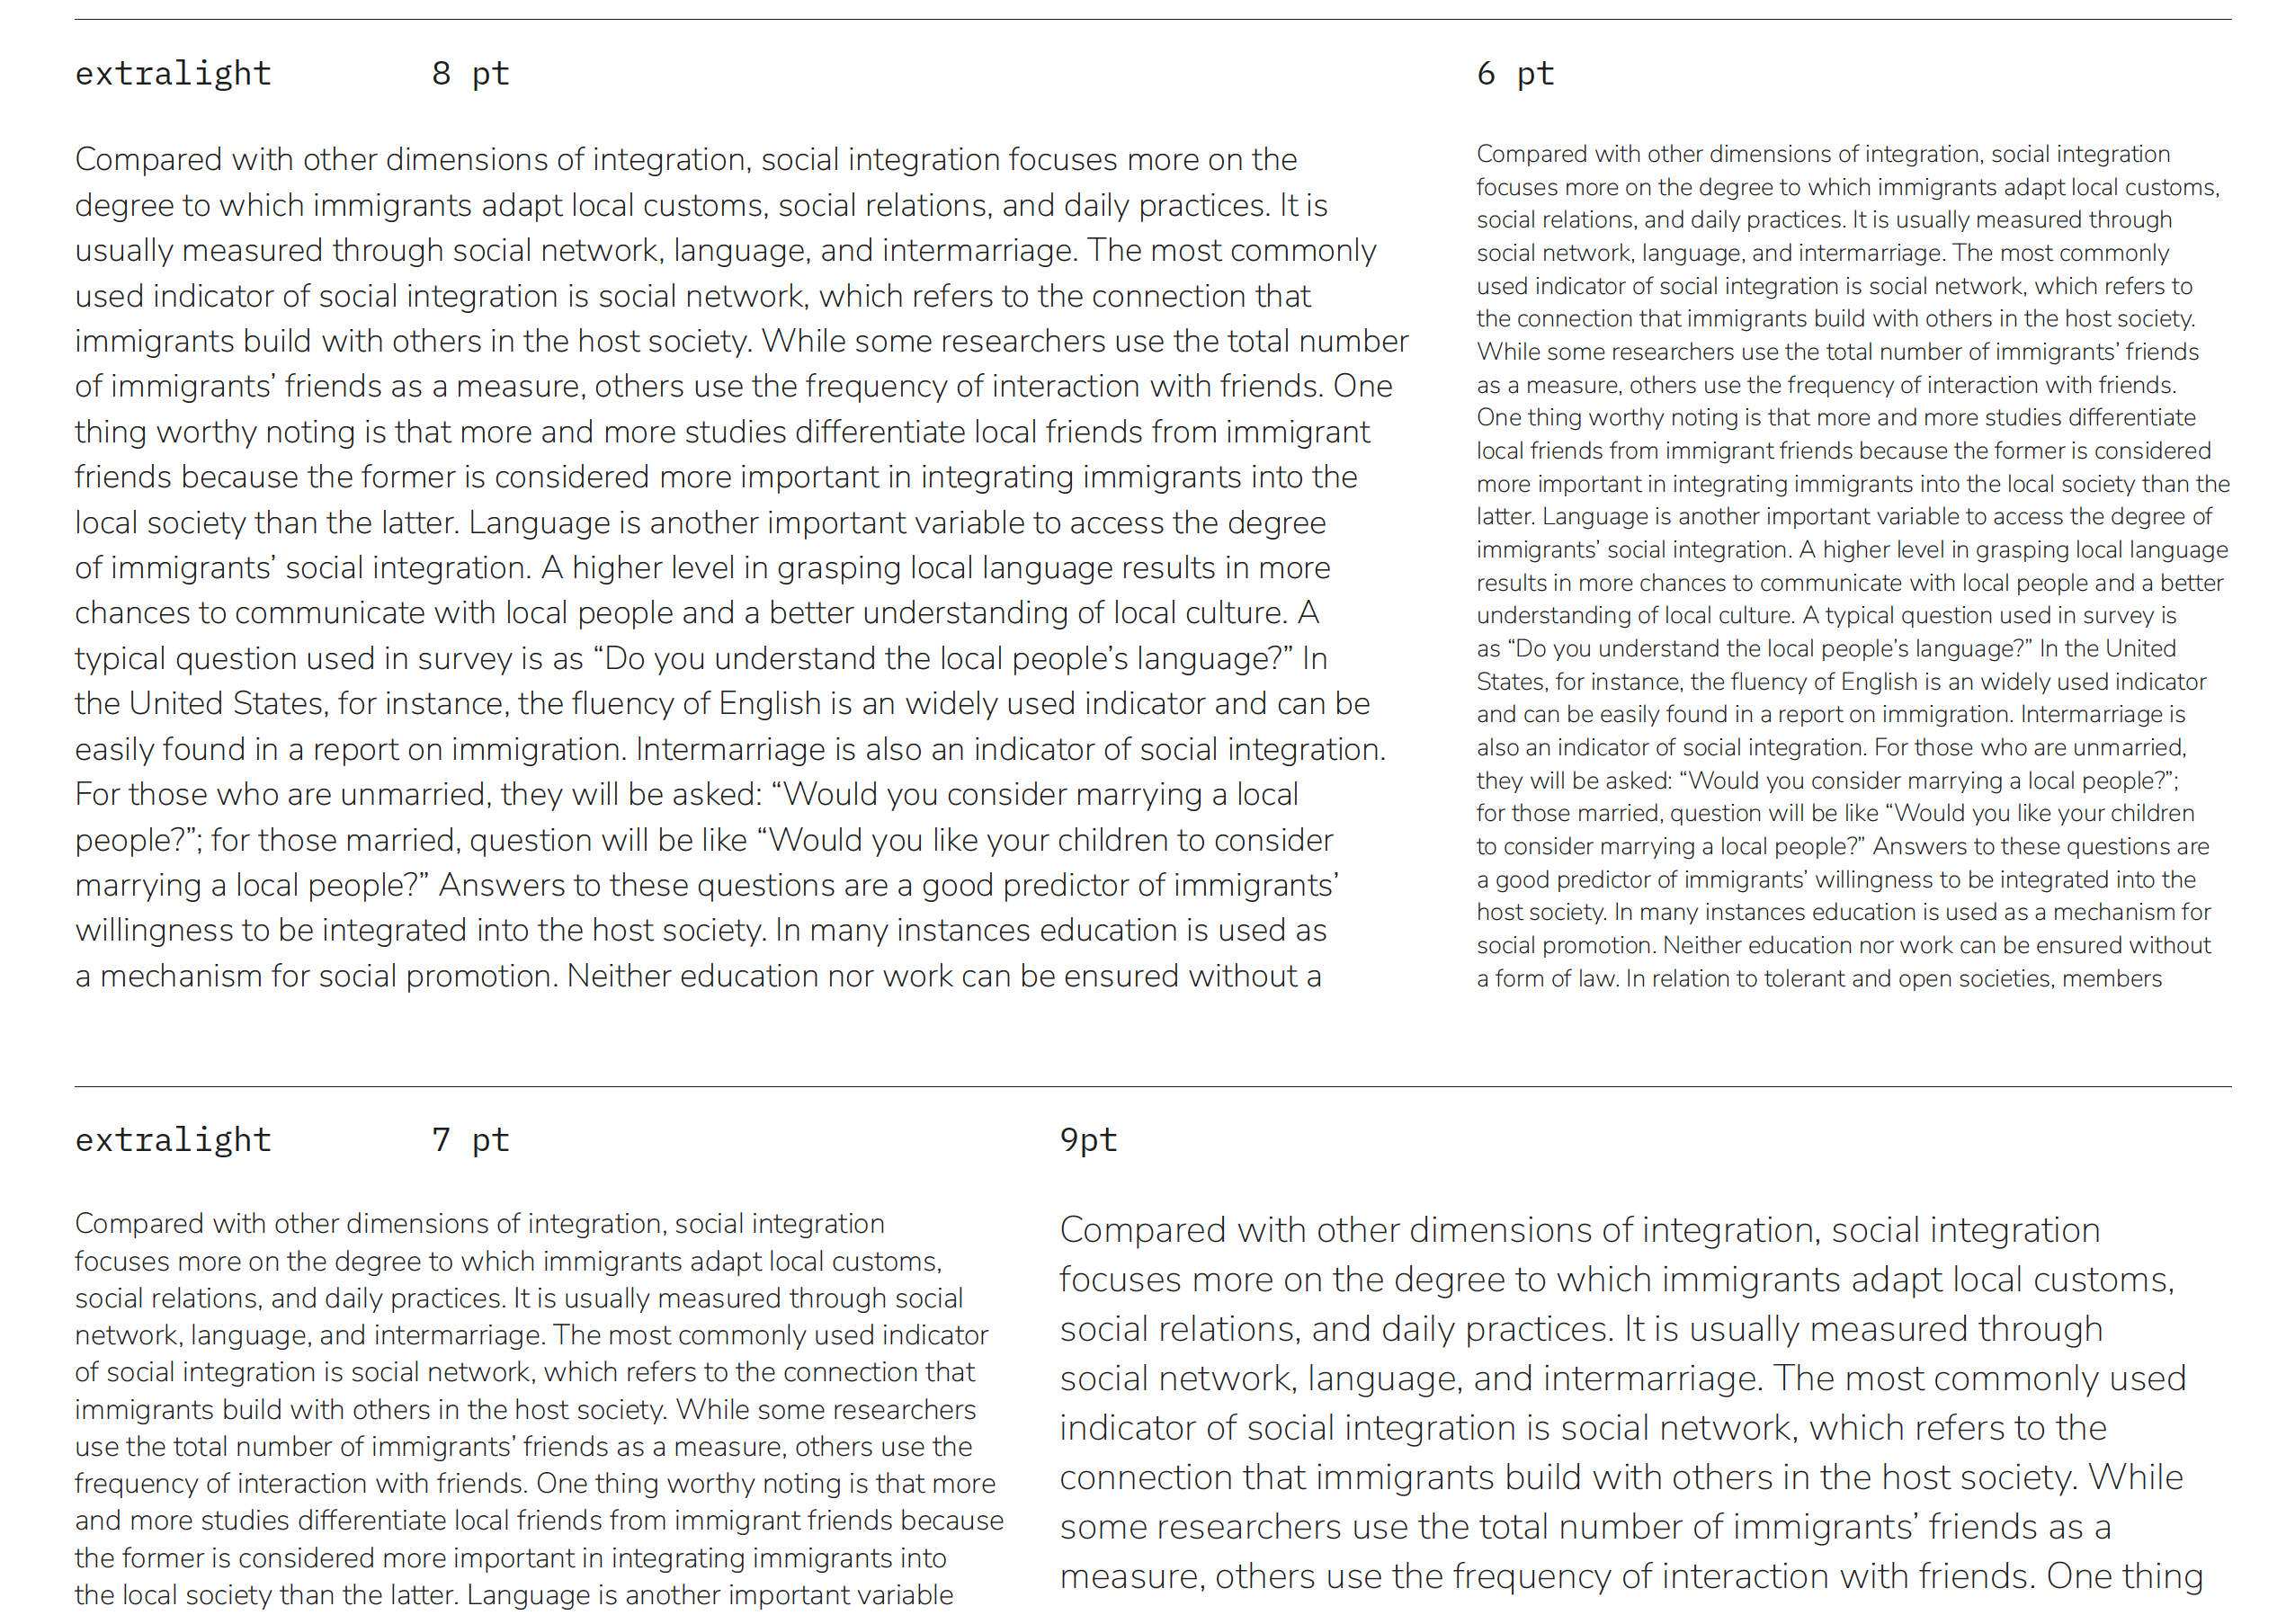 extralight 8 pt
Compared with other dimensions of integration, social integration focuses more on the
degree to which immigrants adapt local customs, social relations, and daily practices. It is
usually measured through social network, language, and intermarriage. The most commonly
used indicator of social integration is social network, which refers to the connection that
immigrants build with others in the host society. While some researchers use the total number
of immigrants’ friends as a measure, others use the frequency of interaction with friends. One
thing worthy noting is that more and more studies differentiate local friends from immigrant
friends because the former is considered more important in integrating immigrants into the
local society than the latter. Language is another important variable to access the degree
of immigrants’ social integration. A higher level in grasping local language results in more
chances to communicate with local people and a better understanding of local culture. A
typical question used in survey is as “Do you understand the local people’s language?” In
the United States, for instance, the fluency of English is an widely used indicator and can be
easily found in a report on immigration. Intermarriage is also an indicator of social integration.
For those who are unmarried, they will be asked: “Would you consider marrying a local
people?”; for those married, question will be like “Would you like your children to consider
marrying a local people?” Answers to these questions are a good predictor of immigrants’
willingness to be integrated into the host society. In many instances education is used as
a mechanism for social promotion. Neither education nor work can be ensured without a
6 pt
Compared with other dimensions of integration, social integration
focuses more on the degree to which immigrants adapt local customs,
social relations, and daily practices. It is usually measured through
social network, language, and intermarriage. The most commonly
used indicator of social integration is social network, which refers to
the connection that immigrants build with others in the host society.
While some researchers use the total number of immigrants’ friends
as a measure, others use the frequency of interaction with friends.
One thing worthy noting is that more and more studies differentiate
local friends from immigrant friends because the former is considered
more important in integrating immigrants into the local society than the
latter. Language is another important variable to access the degree of
immigrants’ social integration. A higher level in grasping local language
results in more chances to communicate with local people and a better
understanding of local culture. A typical question used in survey is
as “Do you understand the local people’s language?” In the United
States, for instance, the fluency of English is an widely used indicator
and can be easily found in a report on immigration. Intermarriage is
also an indicator of social integration. For those who are unmarried,
they will be asked: “Would you consider marrying a local people?”;
for those married, question will be like “Would you like your children
to consider marrying a local people?” Answers to these questions are
a good predictor of immigrants’ willingness to be integrated into the
host society. In many instances education is used as a mechanism for
social promotion. Neither education nor work can be ensured without
a form of law. In relation to tolerant and open societies, members
extralight 7 pt
Compared with other dimensions of integration, social integration
focuses more on the degree to which immigrants adapt local customs,
social relations, and daily practices. It is usually measured through social
network, language, and intermarriage. The most commonly used indicator
of social integration is social network, which refers to the connection that
immigrants build with others in the host society. While some researchers
use the total number of immigrants’ friends as a measure, others use the
frequency of interaction with friends. One thing worthy noting is that more
and more studies differentiate local friends from immigrant friends because
the former is considered more important in integrating immigrants into
the local society than the latter. Language is another important variable
9pt
Compared with other dimensions of integration, social integration
focuses more on the degree to which immigrants adapt local customs,
social relations, and daily practices. It is usually measured through
social network, language, and intermarriage. The most commonly used
indicator of social integration is social network, which refers to the
connection that immigrants build with others in the host society. While
some researchers use the total number of immigrants’ friends as a
measure, others use the frequency of interaction with friends. One thing